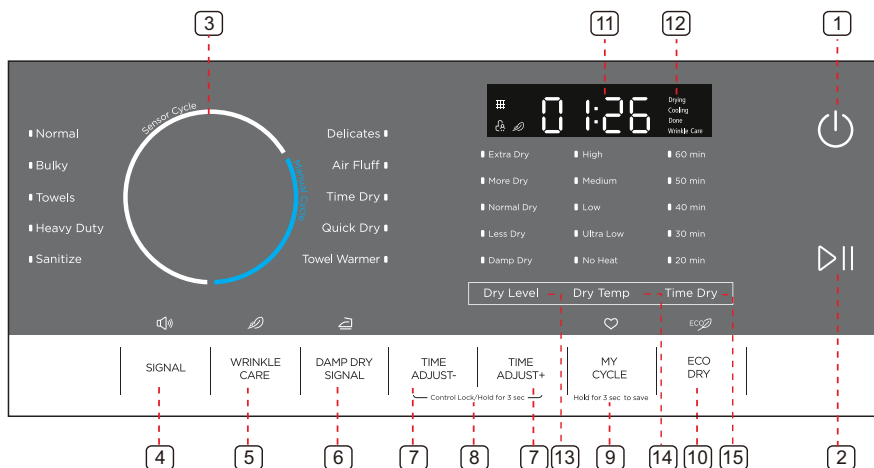 3
11
12
1
Sensor Cycle
Manual Cycle
Normal
Bulky
Towels
Heavy Duty
Sanitize
Delicates
Air Fluff
Time Dry
Quick Dry
Towel Warmer
01:26
Drying
Cooling
Done
Wrinkle Care
Extra Dry
More Dry
Normal Dry
Less Dry
Damp Dry
High
Medium
Low
Ultra Low
No Heat
60 min
50 min
40 min
30 min
20 min
Dry Level
Dry Temp
Time Dry
ECO
SIGNAL
WRINKLE
CARE
DAMP DRY
SIGNAL
TIME
ADJUST-
TIME
ADJUST+
Control Lock/Hold for 3 sec
MY
CYCLE
Hold for 3 sec to save
ECO
DRY
4
5
6
7
8
7
13
9
14
10
15
2